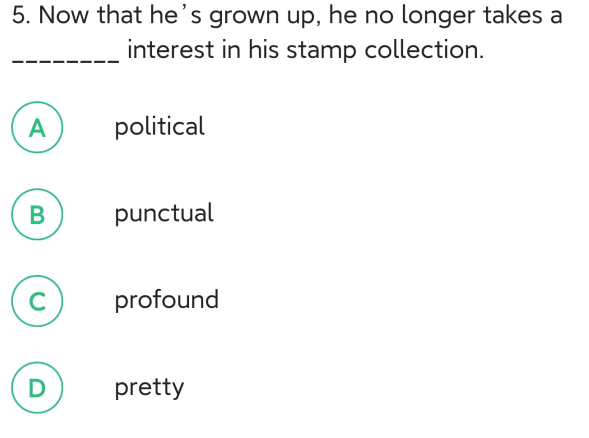 5. Now that he's grown up, he no longer takes a
________ interest in his stamp collection.
A political
B punctual
C profound
D pretty